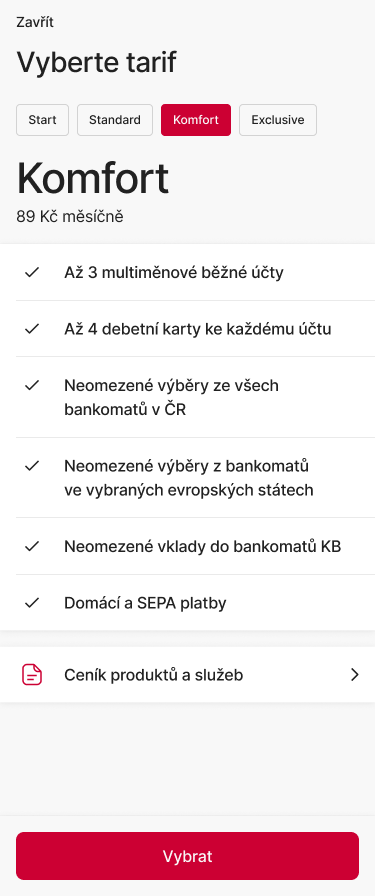 Zavřít
Vyberte tarif
Start
Standard
Komfort
Exclusive
Komfort
89 Kč měsíčně
Až 3 multiměnové běžné účty
Až 4 debetní karty ke každému účtu
Neomezené výběry ze všech
bankomatů v ČR
Neomezené výběry z bankomatů
ve vybraných evropských státech
Neomezené vklady do bankomatů KB
Domácí a SEPA platby
Ceník produktů a služeb
Vybrat